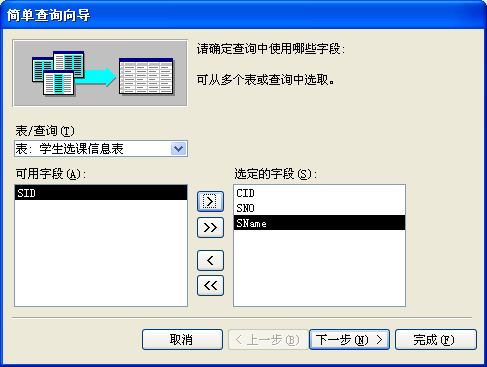 简单查询向导
请确定查询中使用哪些字段:
可从多个表或查询中选取。
表/查询(T)
表: 学生选课信息表
可用字段(A):
选定的字段(S):
SID
CID
SNO
SName
>
>>
<
<<
取消
< 上一步(B)
下一步(N) >
完成(F)